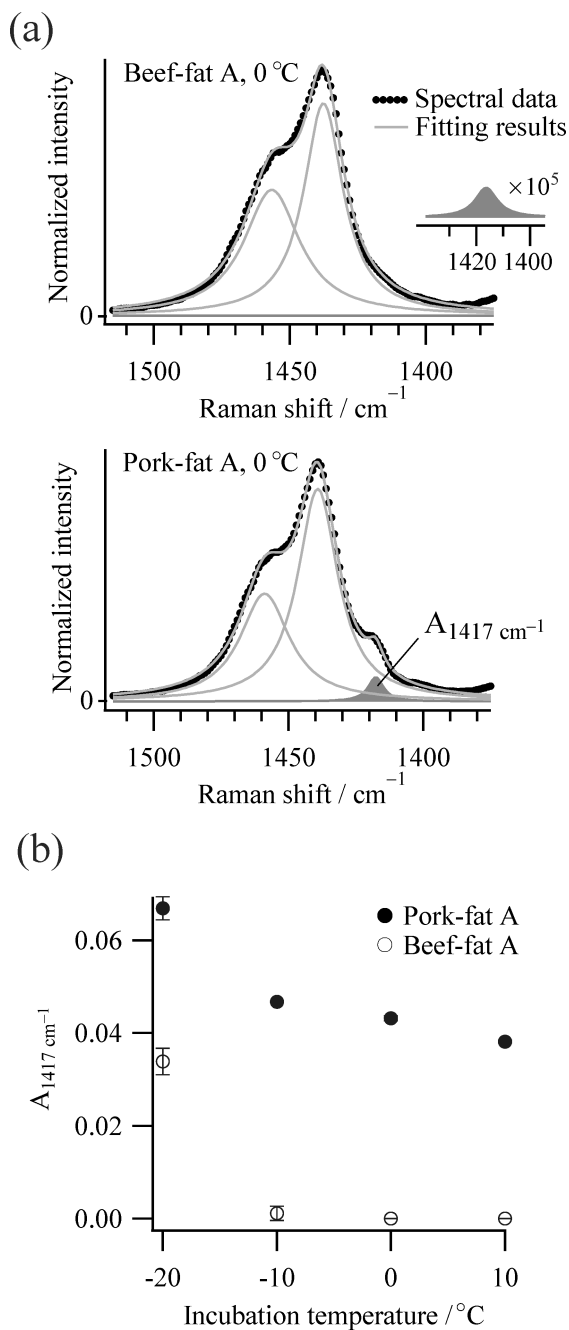 (a)
Beef-fat A, 0 °C
Spectral data
Fitting results
×10⁵
1420 1400
Normalized intensity
0
1500 1450 1400
Raman shift / cm⁻¹
Pork-fat A, 0 °C
A₁₄₁₇ cm⁻¹
Normalized intensity
0
1500 1450 1400
Raman shift / cm⁻¹
(b)
Pork-fat A
Beef-fat A
A₁₄₁₇ cm⁻¹
0.06
0.04
0.02
0.00
-20 -10 0 10
Incubation temperature /°C